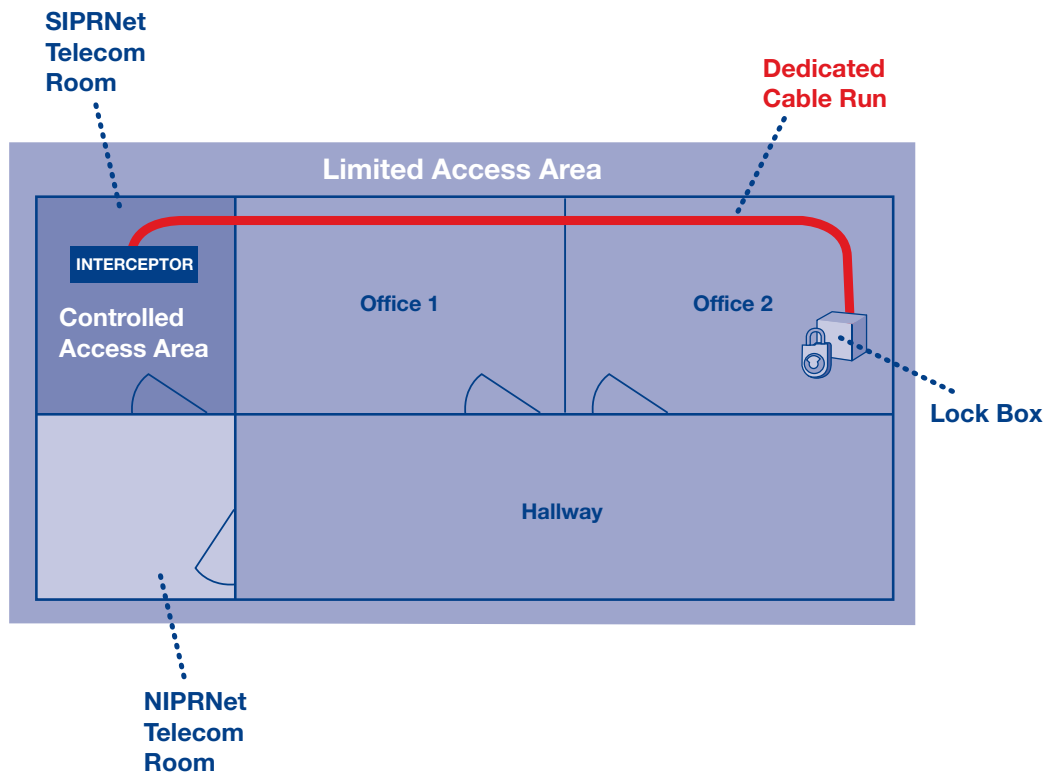 SIPRNet
Telecom
Room
Dedicated
Cable Run
Limited Access Area
INTERCEPTOR
Controlled
Access Area
Office 1
Office 2
Lock Box
Hallway
NIPRNet
Telecom
Room